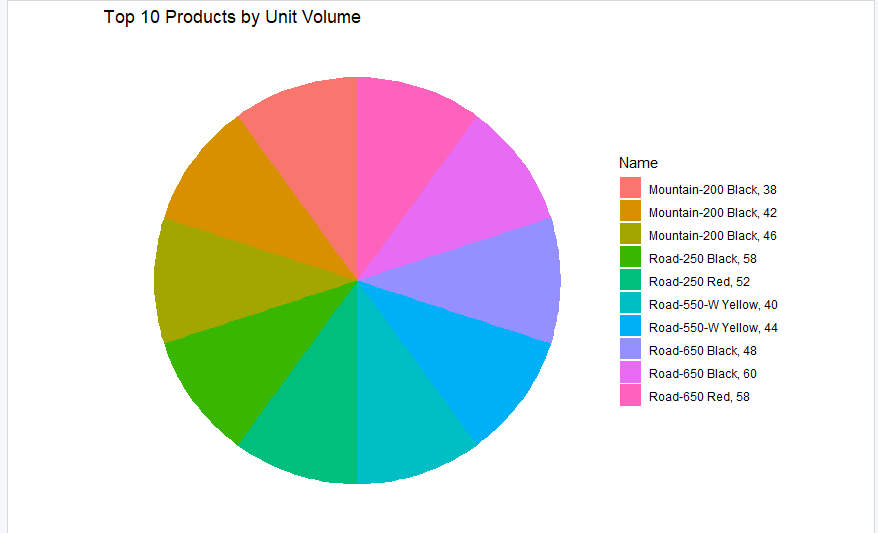 Top 10 Products by Unit Volume
Name
Mountain-200 Black, 38
Mountain-200 Black, 42
Mountain-200 Black, 46
Road-250 Black, 58
Road-250 Red, 52
Road-550-W Yellow, 40
Road-550-W Yellow, 44
Road-650 Black, 48
Road-650 Black, 60
Road-650 Red, 58